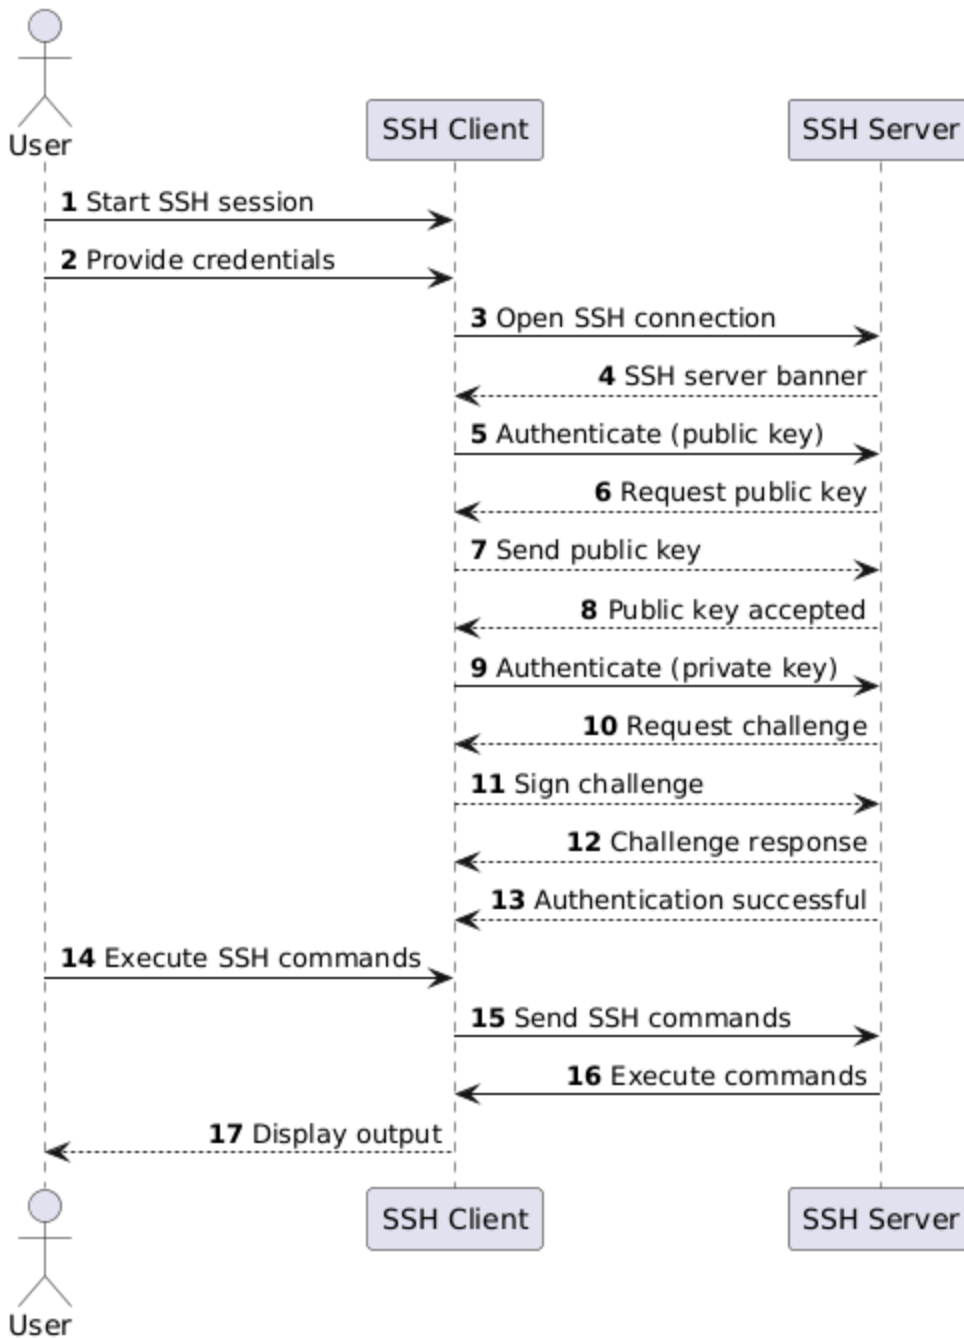 User
SSH Client
SSH Server
1 Start SSH session
2 Provide credentials
3 Open SSH connection
4 SSH server banner
5 Authenticate (public key)
6 Request public key
7 Send public key
8 Public key accepted
9 Authenticate (private key)
10 Request challenge
11 Sign challenge
12 Challenge response
13 Authentication successful
14 Execute SSH commands
15 Send SSH commands
16 Execute commands
17 Display output
User
SSH Client
SSH Server